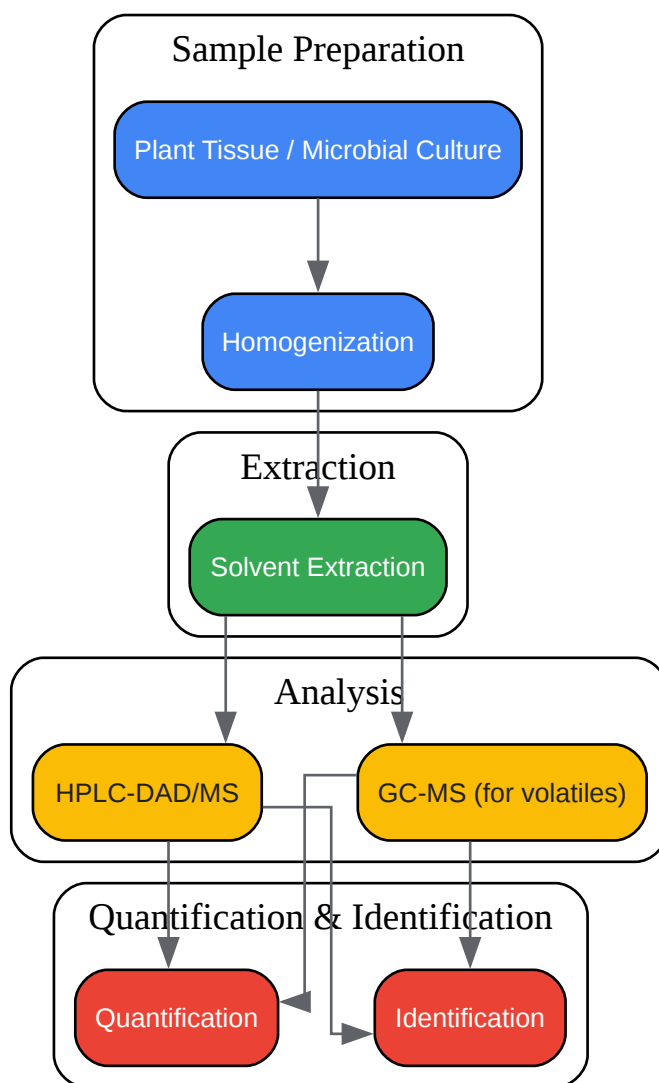 Sample Preparation
Plant Tissue / Microbial Culture
Homogenization
Extraction
Solvent Extraction
Analysis
HPLC-DAD/MS
GC-MS (for volatiles)
Quantification & Identification
Quantification
Identification